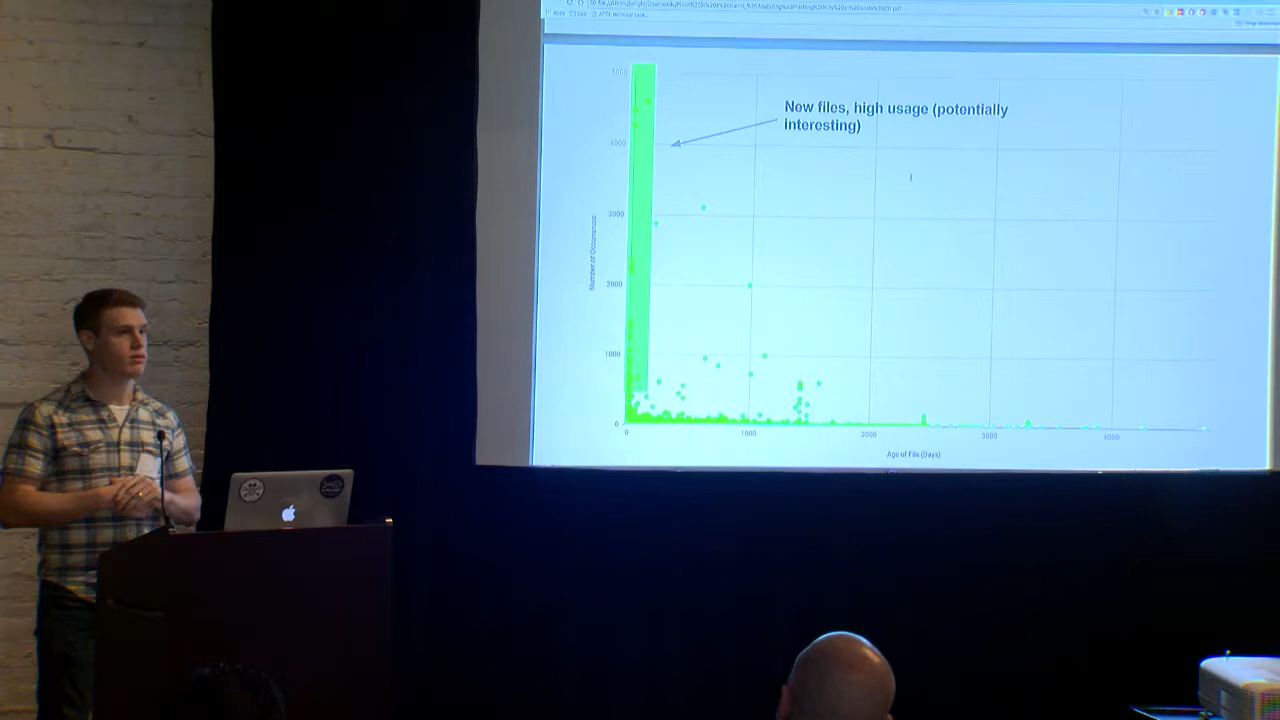 New files, high usage (potentially
interesting)
5000
4000
3000
2000
1000
0
Number of Occurrences
0
1000
2000
3000
4000
Age of File (Days)